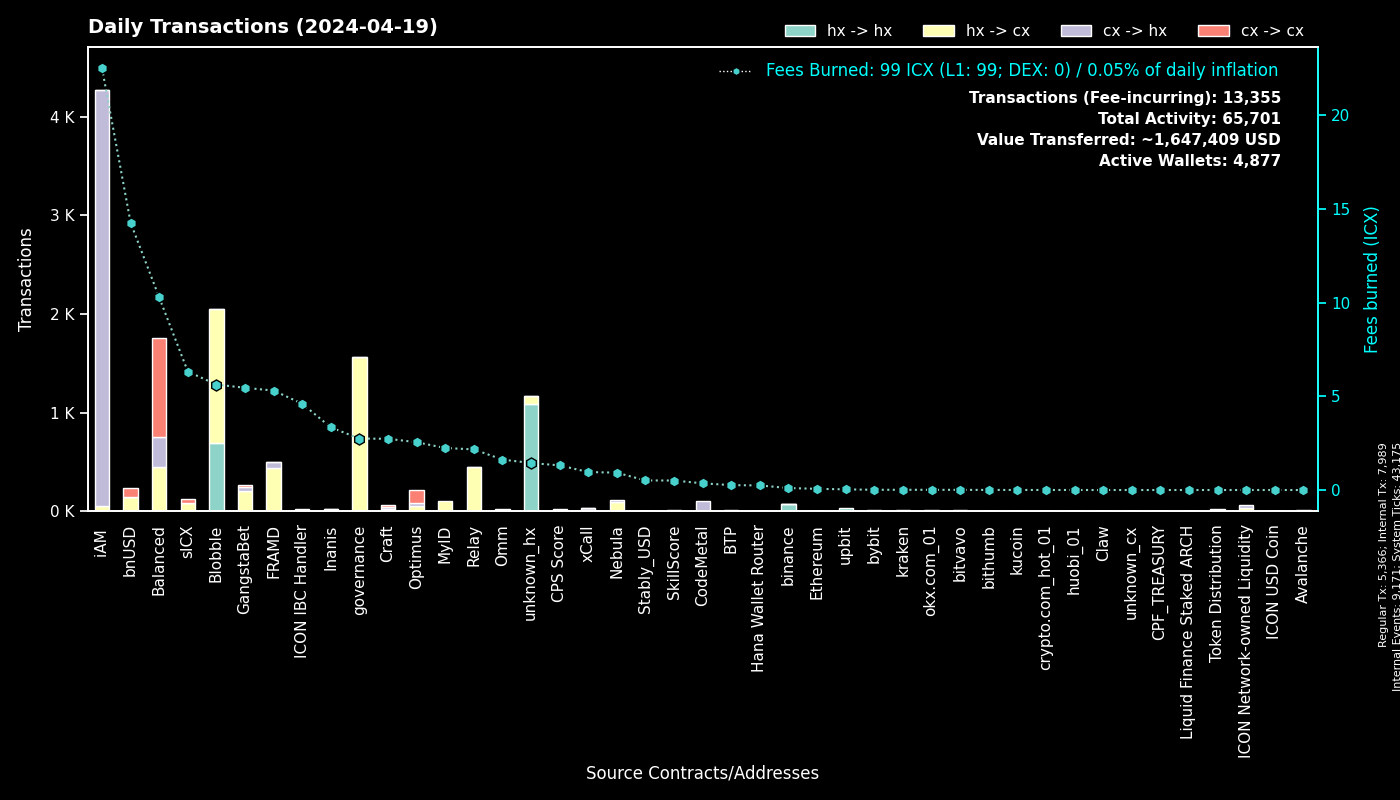 Daily Transactions (2024-04-19)
hx -> hx
hx -> cx
cx -> hx
cx -> cx
Fees Burned: 99 ICX (L1: 99; DEX: 0) / 0.05% of daily inflation
Transactions (Fee-incurring): 13,355
Total Activity: 65,701
Value Transferred: ~1,647,409 USD
Active Wallets: 4,877
Transactions
4 K
3 K
2 K
1 K
0 K
20
15
10
5
0
Fees burned (ICX)
iAM
bnUSD
Balanced
sICX
Blobble
GangstaBet
FRAMD
ICON IBC Handler
Inanis
governance
Craft
Optimus
MyID
Relay
Omm
unknown_hx
CPS Score
xCall
Nebula
Stably_USD
SkillScore
CodeMetal
BTP
Hana Wallet Router
binance
Ethereum
upbit
bybit
kraken
okx.com_01
bitvavo
bithumb
kucoin
crypto.com_hot_01
huobi_01
Claw
unknown_cx
CPF_TREASURY
Liquid Finance Staked ARCH
Token Distribution
ICON Network-owned Liquidity
ICON USD Coin
Avalanche
Source Contracts/Addresses
Regular Tx: 5,366; Internal Tx: 7,989
Internal Events: 9,171; System Ticks: 43,175